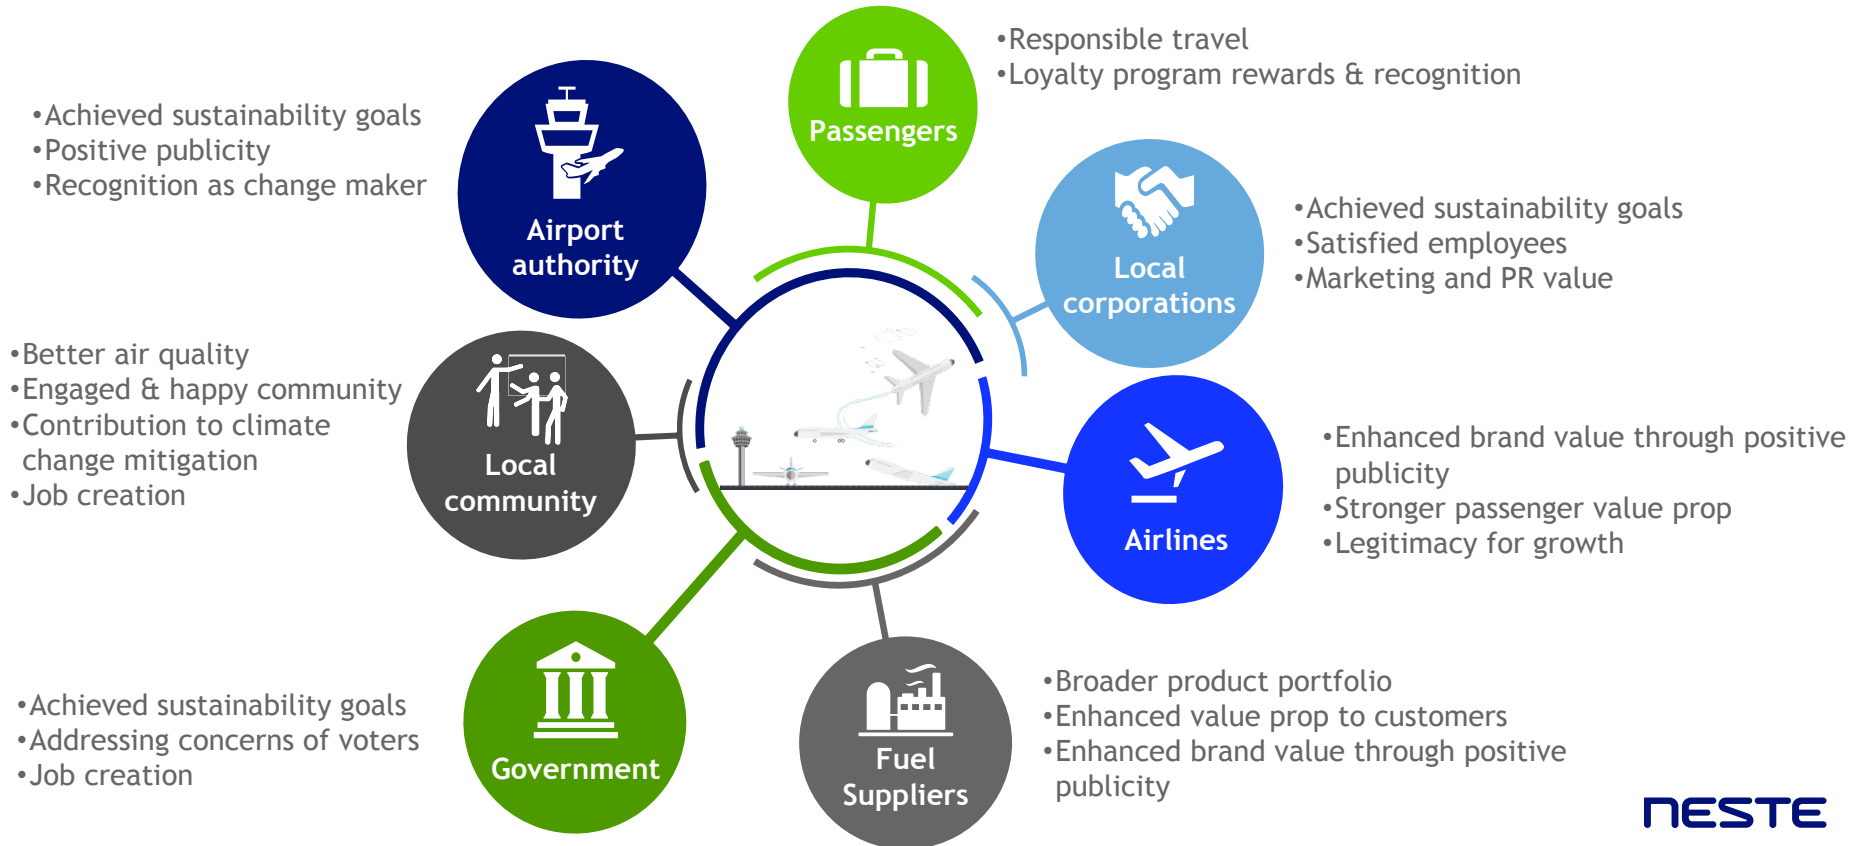 •Responsible travel
•Loyalty program rewards & recognition
Passengers
•Achieved sustainability goals
•Positive publicity
•Recognition as change maker
Airport
authority
•Achieved sustainability goals
•Satisfied employees
•Marketing and PR value
Local
corporations
•Better air quality
•Engaged & happy community
•Contribution to climate
change mitigation
•Job creation
Local
community
•Enhanced brand value through positive
publicity
•Stronger passenger value prop
•Legitimacy for growth
Airlines
•Achieved sustainability goals
•Addressing concerns of voters
•Job creation
Government
•Broader product portfolio
•Enhanced value prop to customers
•Enhanced brand value through positive
publicity
Fuel
Suppliers
NESTE